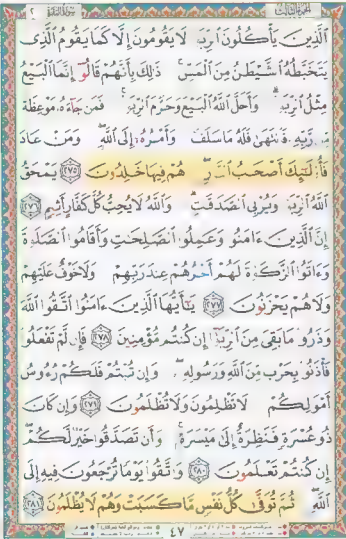 الجزء الثالث سورة البقرة ٢
الَّذِينَ يَأْكُلُونَ الرِّبَوٰا لَا يَقُومُونَ إِلَّا كَمَا يَقُومُ الَّذِى
يَتَخَبَّطُهُ الشَّيْطَٰنُ مِنَ الْمَسِّ ۚ ذَٰلِكَ بِأَنَّهُمْ قَالُوٓا۟ إِنَّمَا الْبَيْعُ
مِثْلُ الرِّبَوٰا ۗ وَأَحَلَّ اللَّهُ الْبَيْعَ وَحَرَّمَ الرِّبَوٰا ۚ فَمَن جَآءَهُۥ مَوْعِظَةٌ
مِّن رَّبِّهِۦ فَانتَهَىٰ فَلَهُۥ مَا سَلَفَ وَأَمْرُهُۥٓ إِلَى اللَّهِ ۖ وَمَنْ عَادَ
فَأُو۟لَٰٓئِكَ أَصْحَٰبُ النَّارِ ۖ هُمْ فِيهَا خَٰلِدُونَ ٢٧٥ يَمْحَقُ
اللَّهُ الرِّبَوٰا وَيُرْبِى الصَّدَقَٰتِ ۗ وَاللَّهُ لَا يُحِبُّ كُلَّ كَفَّارٍ أَثِيمٍ ٢٧٦
إِنَّ الَّذِينَ ءَامَنُوا۟ وَعَمِلُوا۟ الصَّٰلِحَٰتِ وَأَقَامُوا۟ الصَّلَوٰةَ
وَءَاتَوُا۟ الزَّكَوٰةَ لَهُمْ أَجْرُهُمْ عِندَ رَبِّهِمْ وَلَا خَوْفٌ عَلَيْهِمْ
وَلَا هُمْ يَحْزَنُونَ ٢٧٧ يَٰٓأَيُّهَا الَّذِينَ ءَامَنُوا۟ اتَّقُوا۟ اللَّهَ
وَذَرُوا۟ مَا بَقِىَ مِنَ الرِّبَوٰٓا۟ إِن كُنتُم مُّؤْمِنِينَ ٢٧٨ فَإِن لَّمْ تَفْعَلُوا۟
فَأْذَنُوا۟ بِحَرْبٍ مِّنَ اللَّهِ وَرَسُولِهِۦ ۖ وَإِن تُبْتُمْ فَلَكُمْ رُءُوسُ
أَمْوَٰلِكُمْ لَا تَظْلِمُونَ وَلَا تُظْلَمُونَ ٢٧٩ وَإِن كَانَ
ذُو عُسْرَةٍ فَنَظِرَةٌ إِلَىٰ مَيْسَرَةٍ ۚ وَأَن تَصَدَّقُوا۟ خَيْرٌ لَّكُمْ ۖ
إِن كُنتُمْ تَعْلَمُونَ ٢٨٠ وَاتَّقُوا۟ يَوْمًا تُرْجَعُونَ فِيهِ إِلَى
اللَّهِ ۖ ثُمَّ تُوَفَّىٰ كُلُّ نَفْسٍ مَّا كَسَبَتْ وَهُمْ لَا يُظْلَمُونَ ٢٨١
٤٧